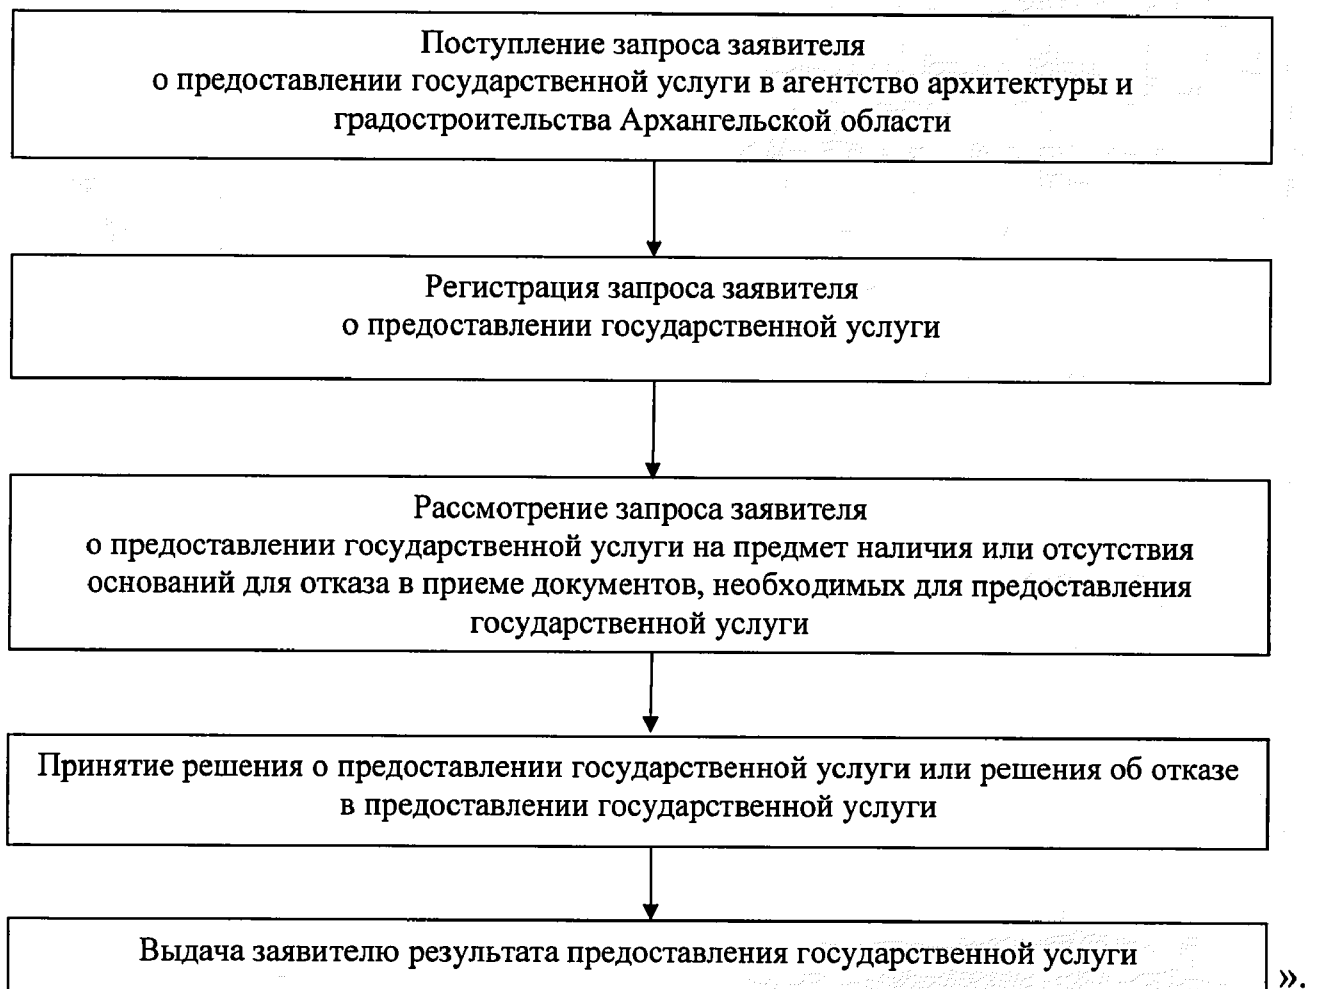 Поступление запроса заявителя
о предоставлении государственной услуги в агентство архитектуры и
градостроительства Архангельской области
Регистрация запроса заявителя
о предоставлении государственной услуги
Рассмотрение запроса заявителя
о предоставлении государственной услуги на предмет наличия или отсутствия
оснований для отказа в приеме документов, необходимых для предоставления
государственной услуги
Принятие решения о предоставлении государственной услуги или решения об отказе
в предоставлении государственной услуги
Выдача заявителю результата предоставления государственной услуги
».